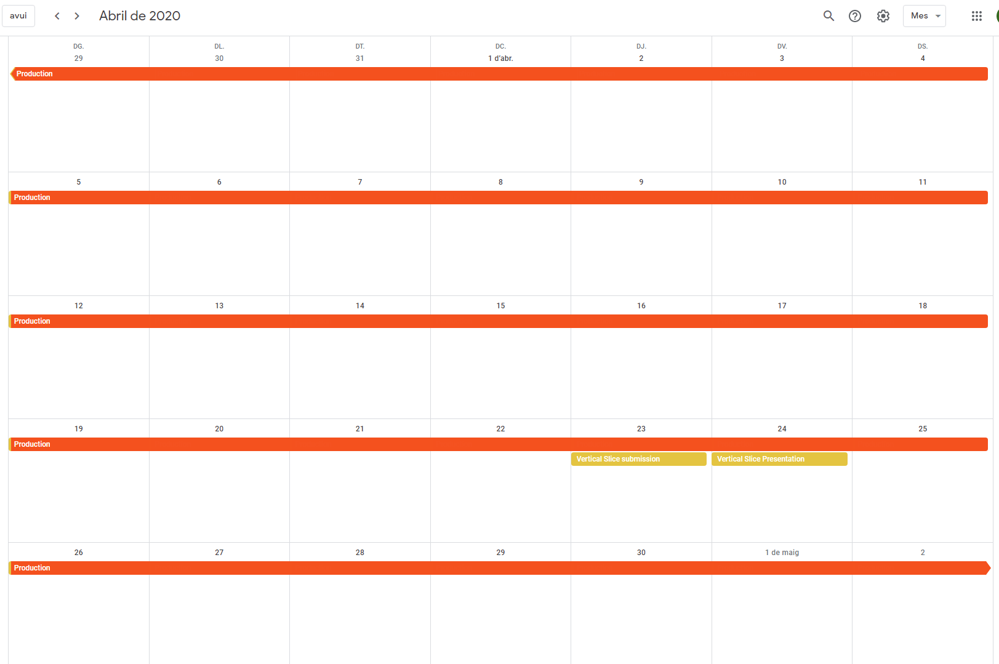 avui Abril de 2020 Mes
DG. DL. DT. DC. DJ. DV. DS.
29 30 31 1 d'abr. 2 3 4
Production
5 6 7 8 9 10 11
Production
12 13 14 15 16 17 18
Production
19 20 21 22 23 24 25
Production
Vertical Slice submission Vertical Slice Presentation
26 27 28 29 30 1 de maig 2
Production